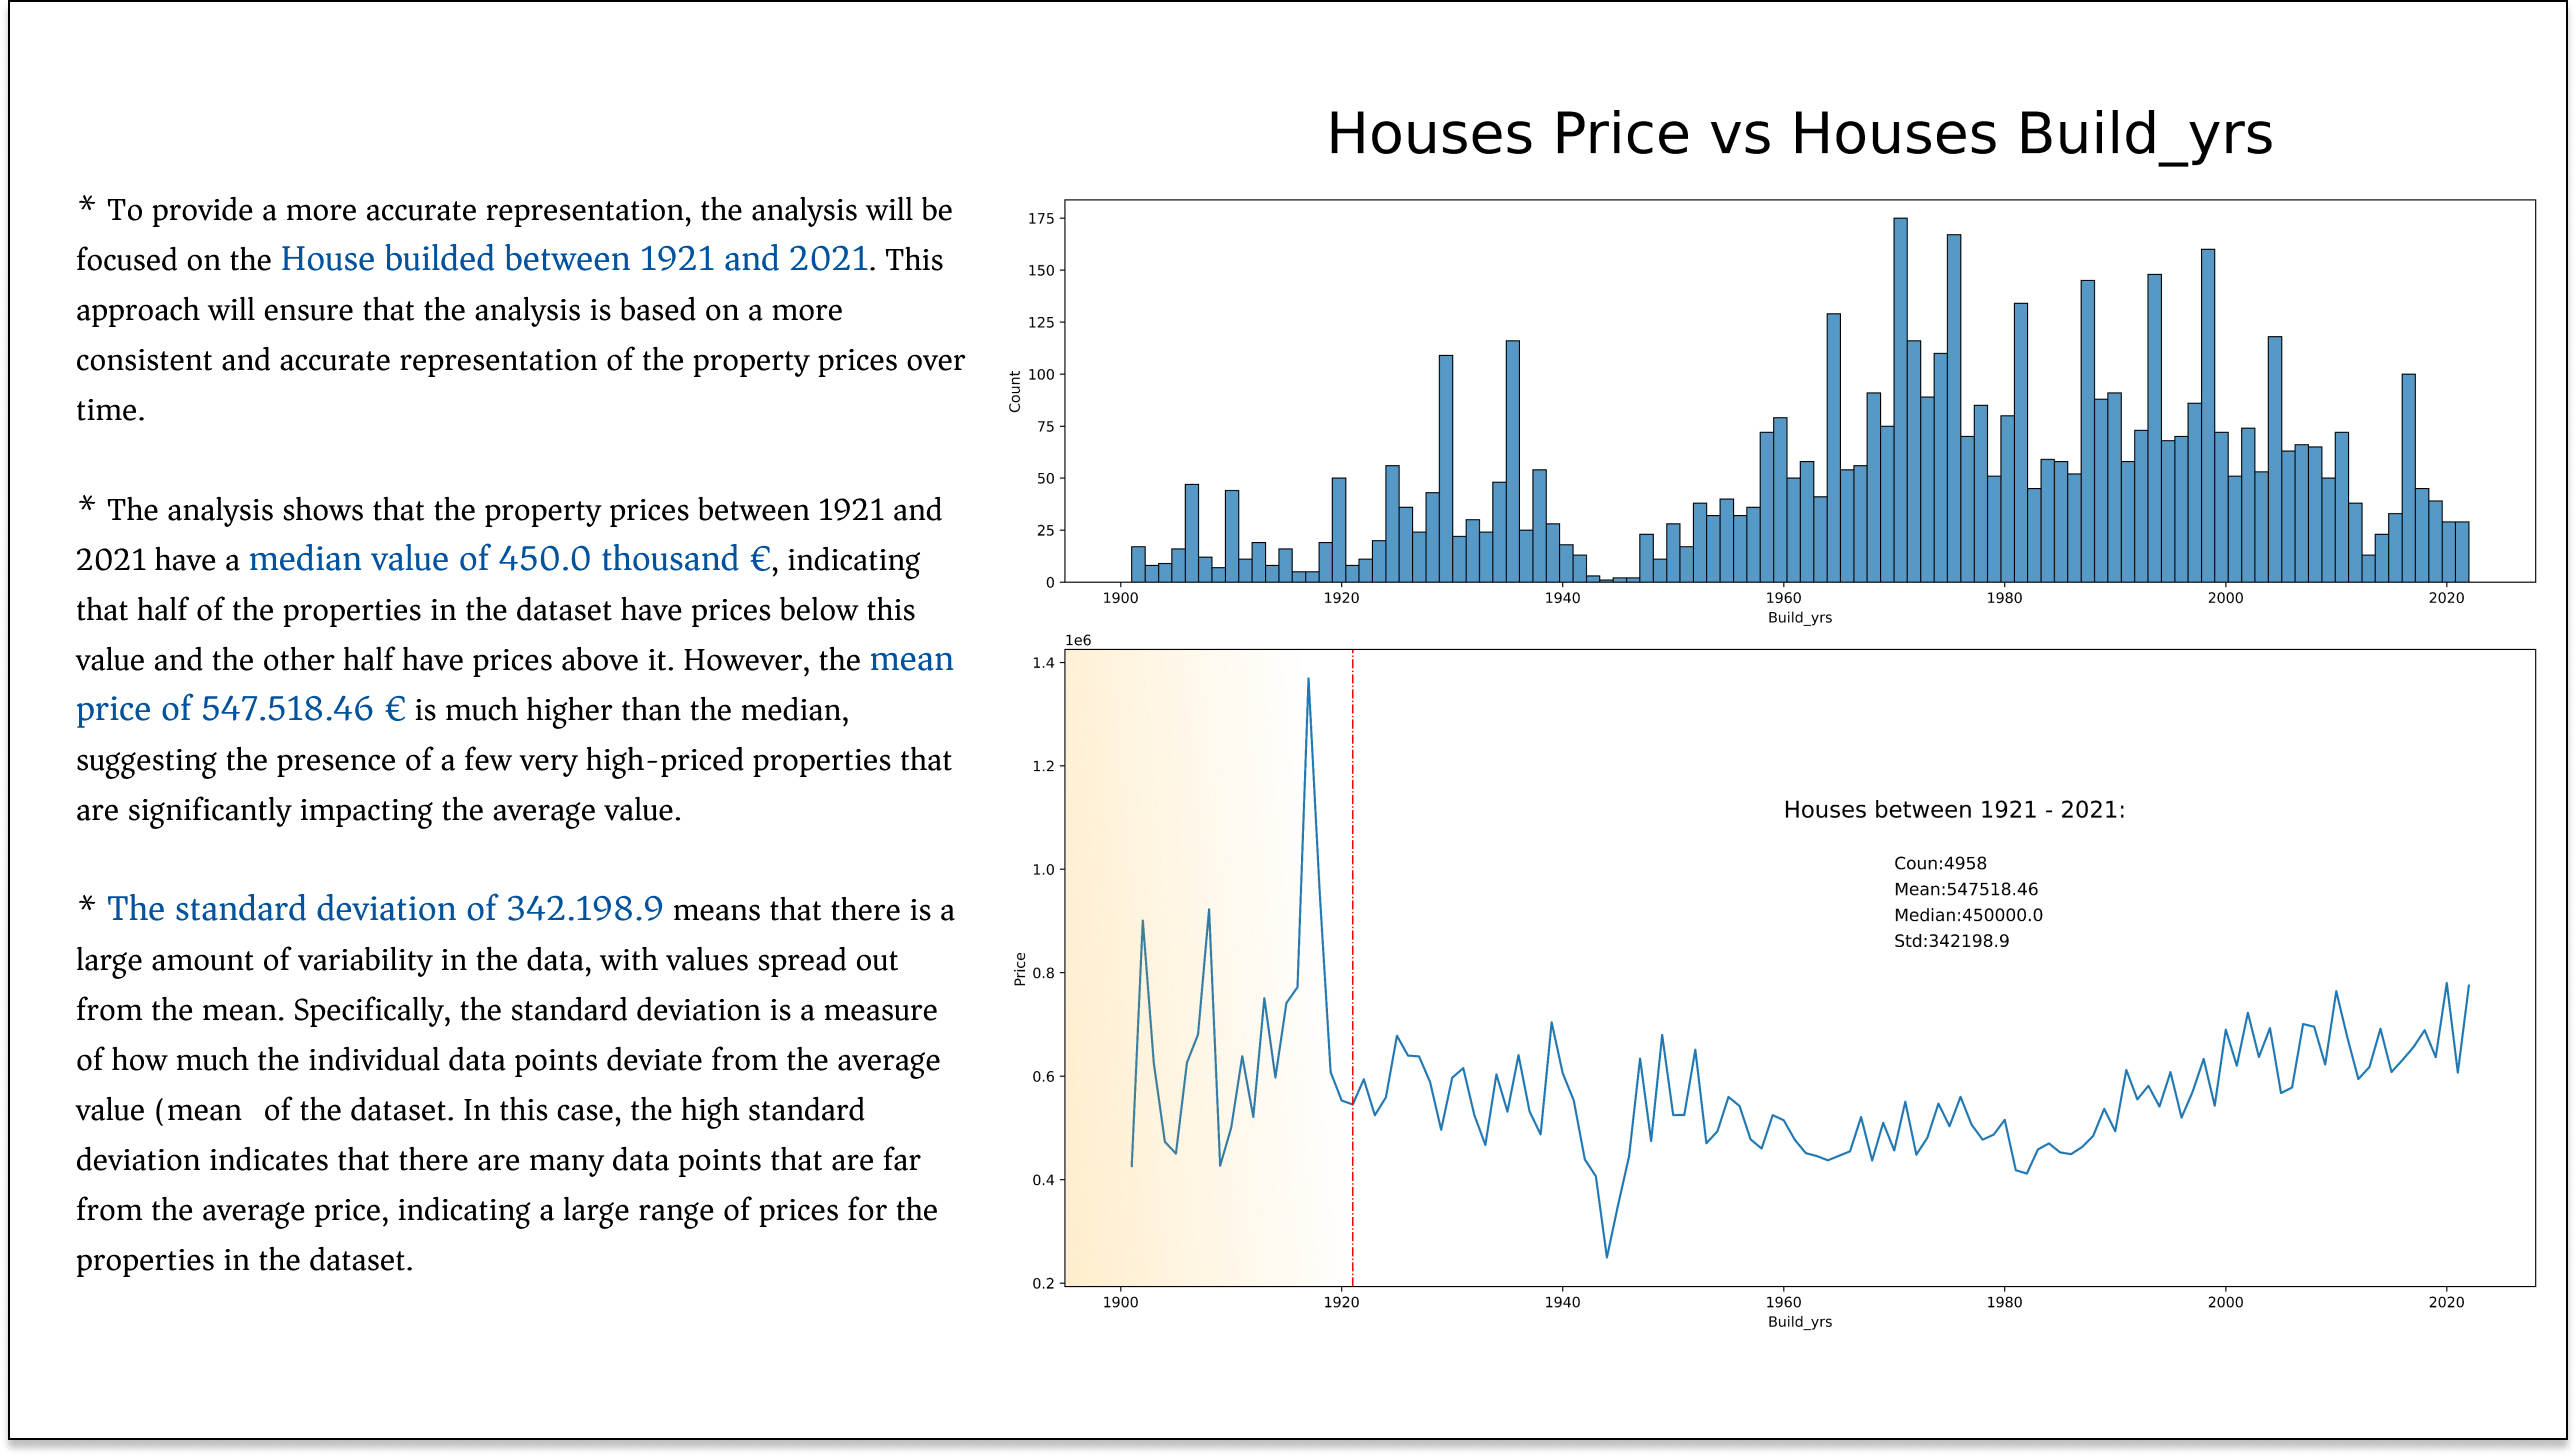 Houses Price vs Houses Build_yrs
* To provide a more accurate representation, the analysis will be
focused on the House builded between 1921 and 2021. This
approach will ensure that the analysis is based on a more
consistent and accurate representation of the property prices over
time.
* The analysis shows that the property prices between 1921 and
2021 have a median value of 450.0 thousand €, indicating
that half of the properties in the dataset have prices below this
value and the other half have prices above it. However, the mean
price of 547.518.46 € is much higher than the median,
suggesting the presence of a few very high-priced properties that
are significantly impacting the average value.
* The standard deviation of 342.198.9 means that there is a
large amount of variability in the data, with values spread out
from the mean. Specifically, the standard deviation is a measure
of how much the individual data points deviate from the average
value (mean of the dataset. In this case, the high standard
deviation indicates that there are many data points that are far
from the average price, indicating a large range of prices for the
properties in the dataset.
175
150
125
100
75
50
25
0
Count
1900 1920 1940 1960 1980 2000 2020
Build_yrs
1e6
1.4
1.2
1.0
0.8
0.6
0.4
0.2
Price
Houses between 1921 - 2021:
Coun:4958
Mean:547518.46
Median:450000.0
Std:342198.9
1900 1920 1940 1960 1980 2000 2020
Build_yrs